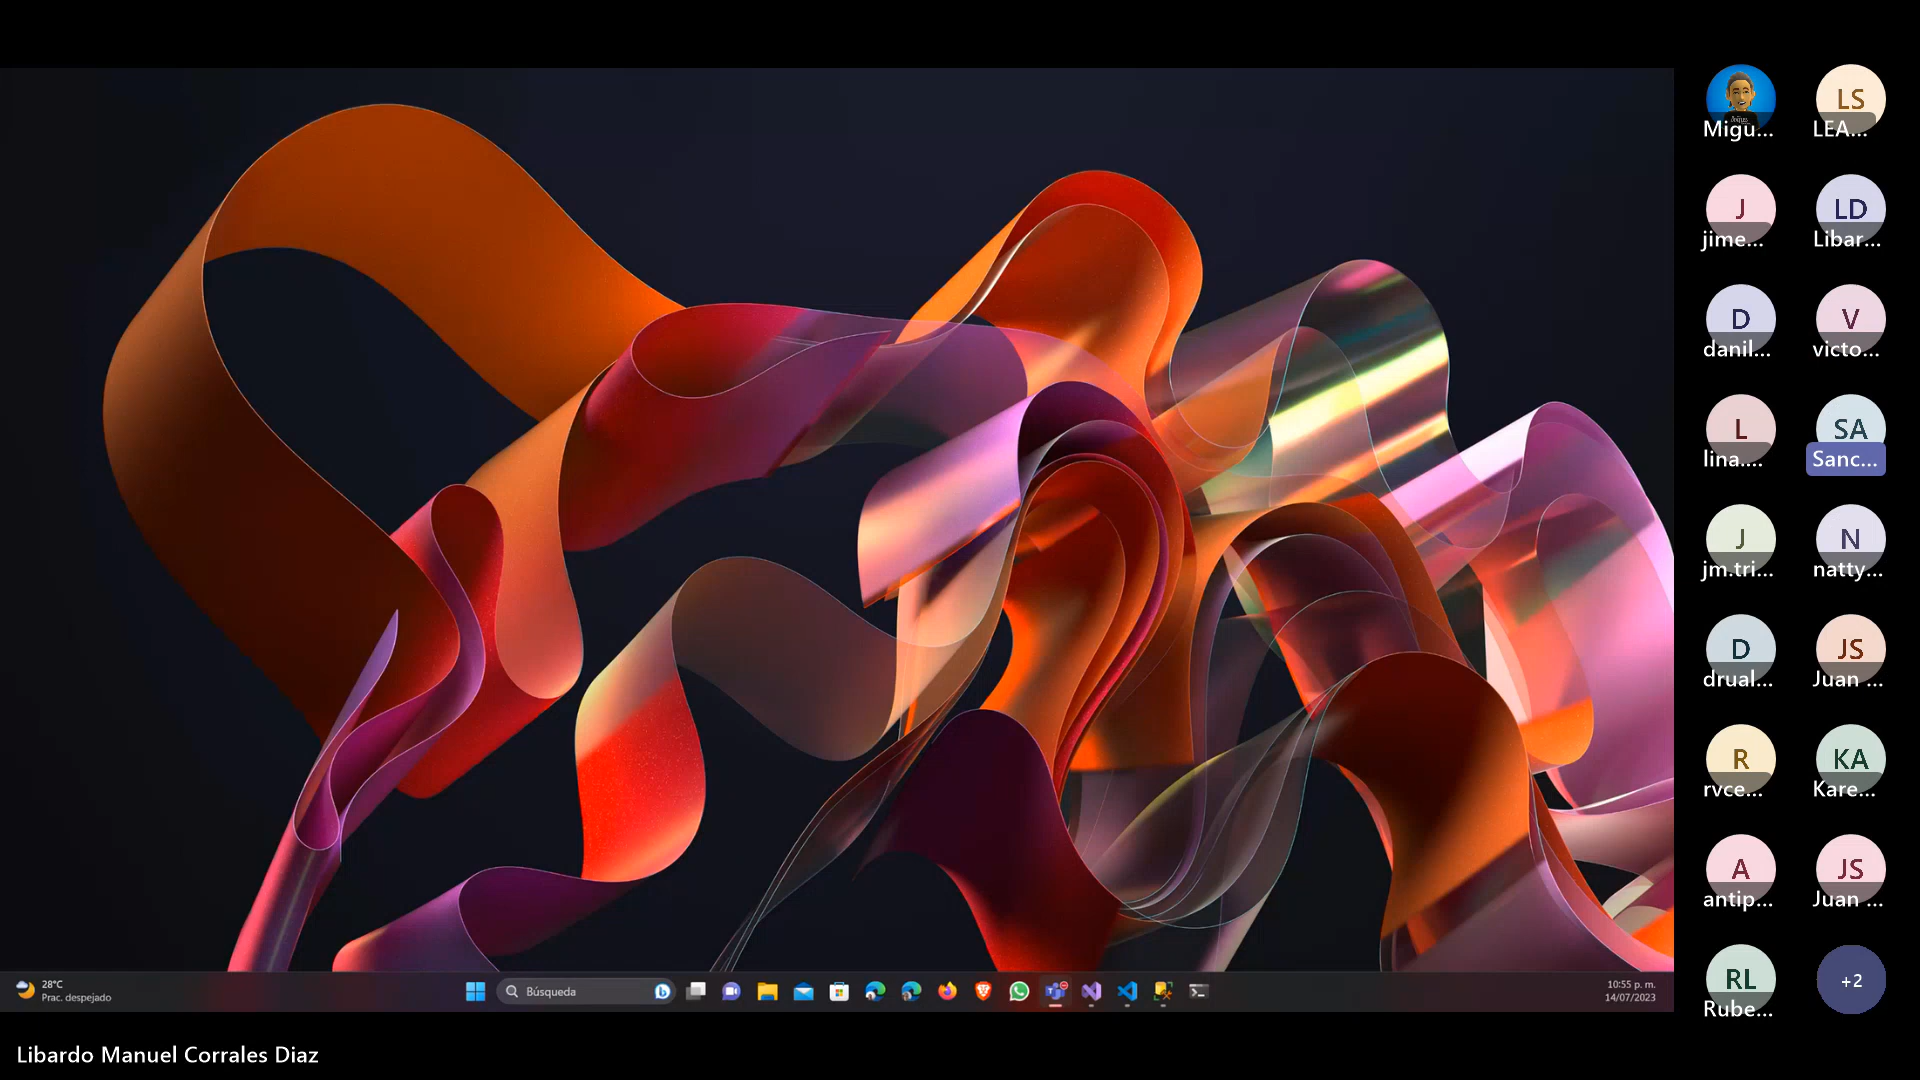 Migu...
LS
LEA...
J
jime...
LD
Libar...
D
danil...
V
victo...
L
lina....
SA
Sanc...
J
jm.tri...
N
natty...
D
drual...
JS
Juan ...
R
rvce...
KA
Kare...
A
antip...
JS
Juan ...
RL
Rube...
+2
28°C
Prac. despejado
Búsqueda
10:55 p. m.
14/07/2023
Libardo Manuel Corrales Diaz